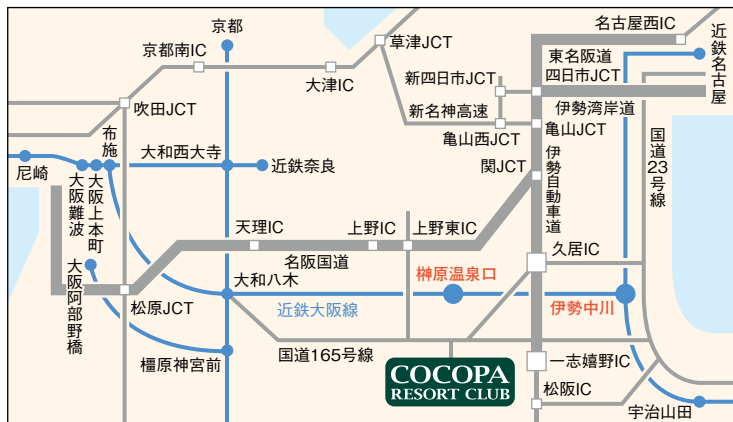 京都
名古屋西IC
近鉄名古屋
京都南IC
草津JCT
東名阪道
四日市JCT
大津IC
新四日市JCT
吹田JCT
新名神高速
伊勢湾岸道
亀山西JCT
亀山JCT
布施
大和西大寺
近鉄奈良
関JCT
伊勢自動車道
国道23号線
尼崎
大阪難波
大阪上本町
天理IC
上野IC
上野東IC
名阪国道
久居IC
大阪阿部野橋
大和八木
榊原温泉口
松原JCT
近鉄大阪線
伊勢中川
橿原神宮前
国道165号線
一志嬉野IC
COCOPA
RESORT CLUB
松阪IC
宇治山田